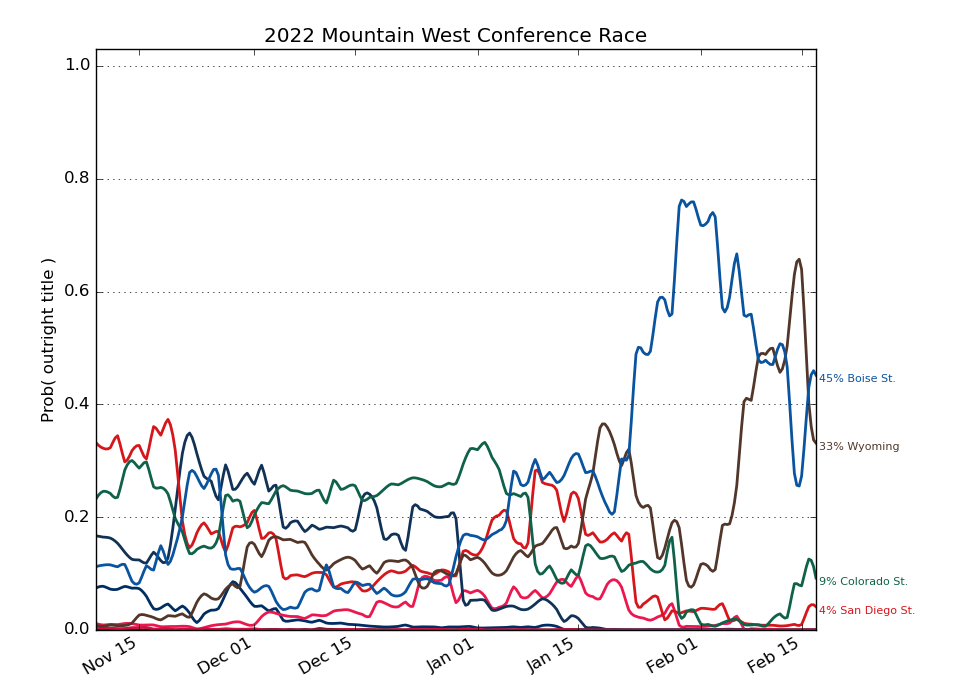 2022 Mountain West Conference Race
Prob( outright title )
1.0
0.8
0.6
0.4
0.2
0.0
45% Boise St.
33% Wyoming
9% Colorado St.
4% San Diego St.
Nov 15
Dec 01
Dec 15
Jan 01
Jan 15
Feb 01
Feb 15